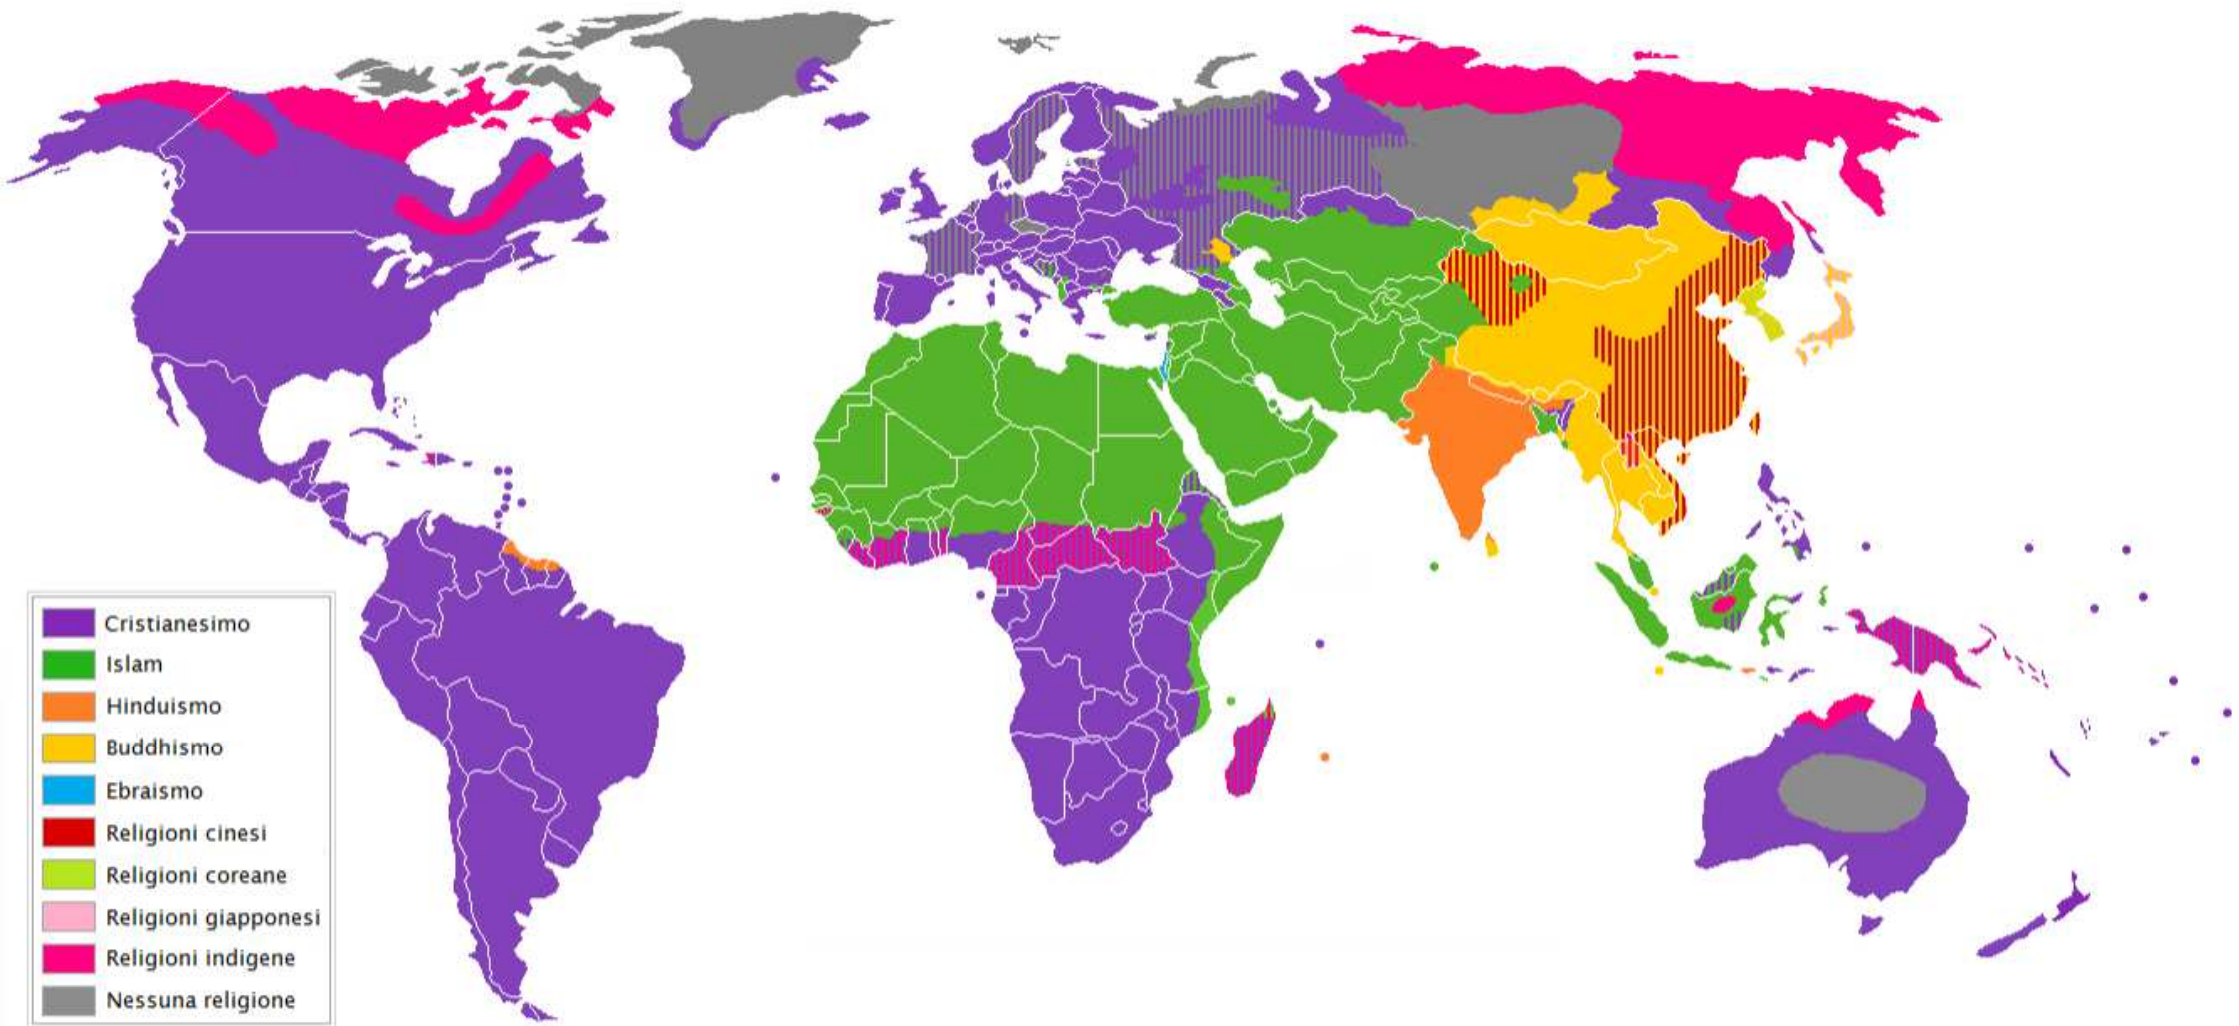 Cristianesimo
Islam
Hinduismo
Buddhismo
Ebraismo
Religioni cinesi
Religioni coreane
Religioni giapponesi
Religioni indigene
Nessuna religione